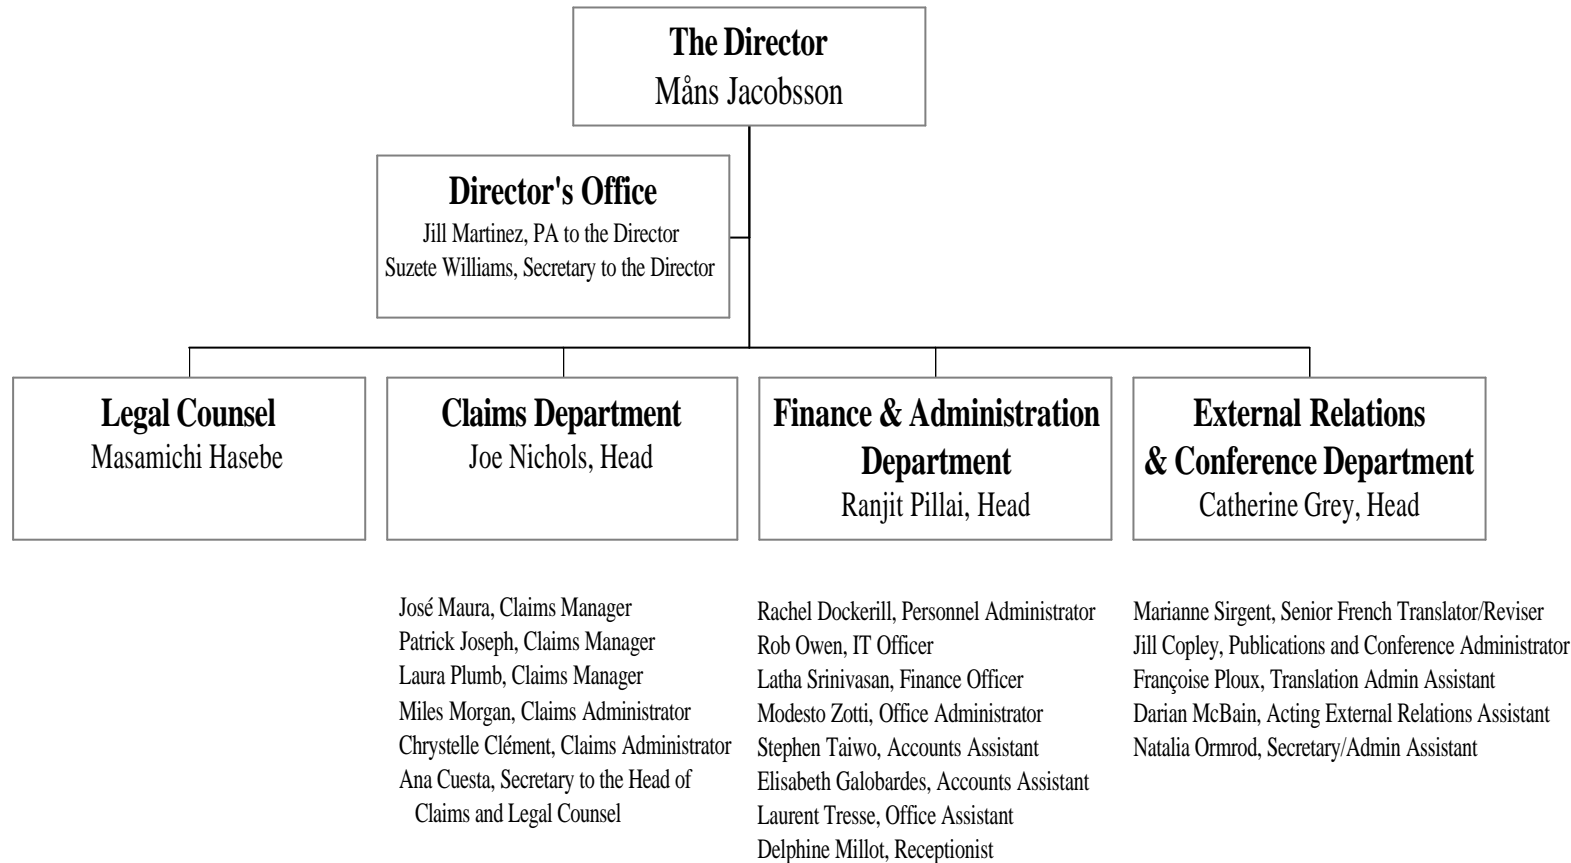 The Director
Måns Jacobsson
Director's Office
Jill Martinez, PA to the Director
Suzete Williams, Secretary to the Director
Legal Counsel
Masamichi Hasebe
Claims Department
Joe Nichols, Head
Finance & Administration
Department
Ranjit Pillai, Head
External Relations
& Conference Department
Catherine Grey, Head
José Maura, Claims Manager
Patrick Joseph, Claims Manager
Laura Plumb, Claims Manager
Miles Morgan, Claims Administrator
Chrystelle Clément, Claims Administrator
Ana Cuesta, Secretary to the Head of
Claims and Legal Counsel
Rachel Dockerill, Personnel Administrator
Rob Owen, IT Officer
Latha Srinivasan, Finance Officer
Modesto Zotti, Office Administrator
Stephen Taiwo, Accounts Assistant
Elisabeth Galobardes, Accounts Assistant
Laurent Tresse, Office Assistant
Delphine Millot, Receptionist
Marianne Sirgent, Senior French Translator/Reviser
Jill Copley, Publications and Conference Administrator
Françoise Ploux, Translation Admin Assistant
Darian McBain, Acting External Relations Assistant
Natalia Ormrod, Secretary/Admin Assistant